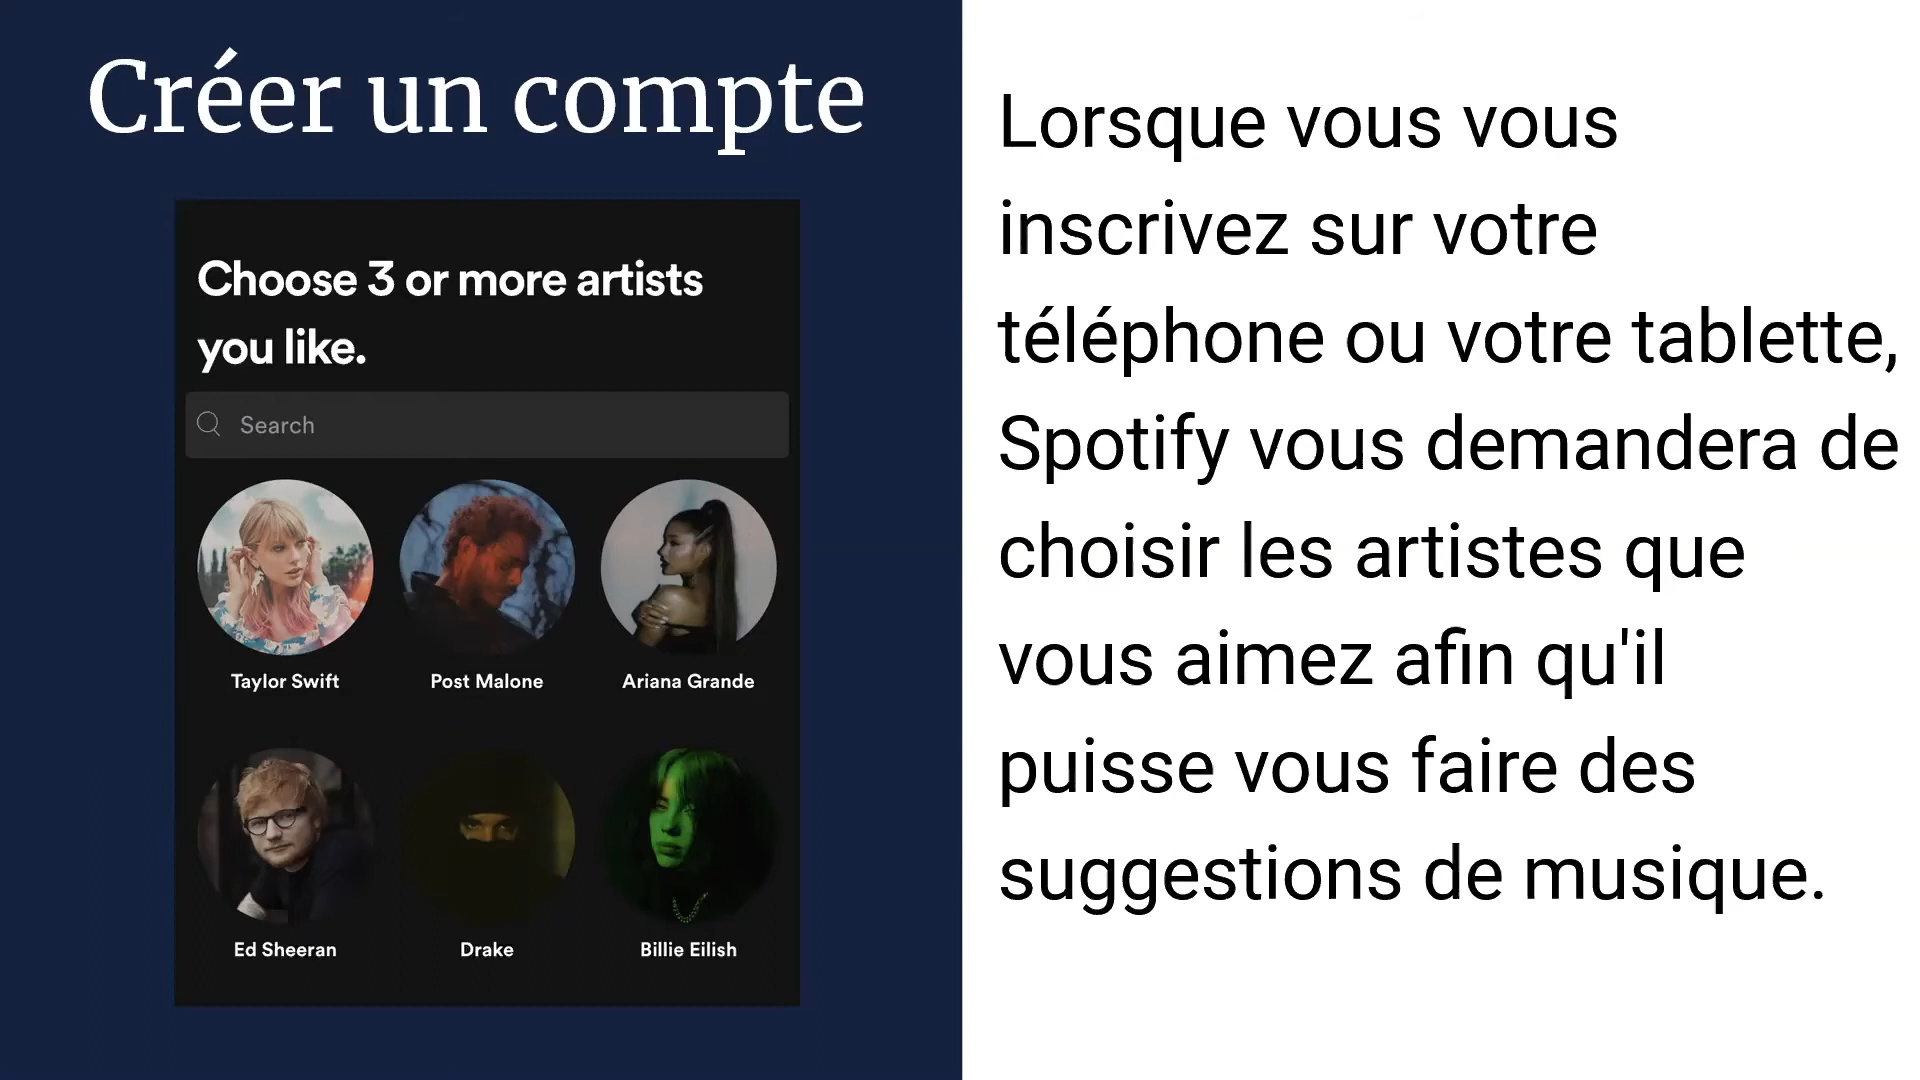 Créer un compte
Choose 3 or more artists
you like.
Search
Taylor Swift
Post Malone
Ariana Grande
Ed Sheeran
Drake
Billie Eilish
Lorsque vous vous
inscrivez sur votre
téléphone ou votre tablette,
Spotify vous demandera de
choisir les artistes que
vous aimez afin qu'il
puisse vous faire des
suggestions de musique.